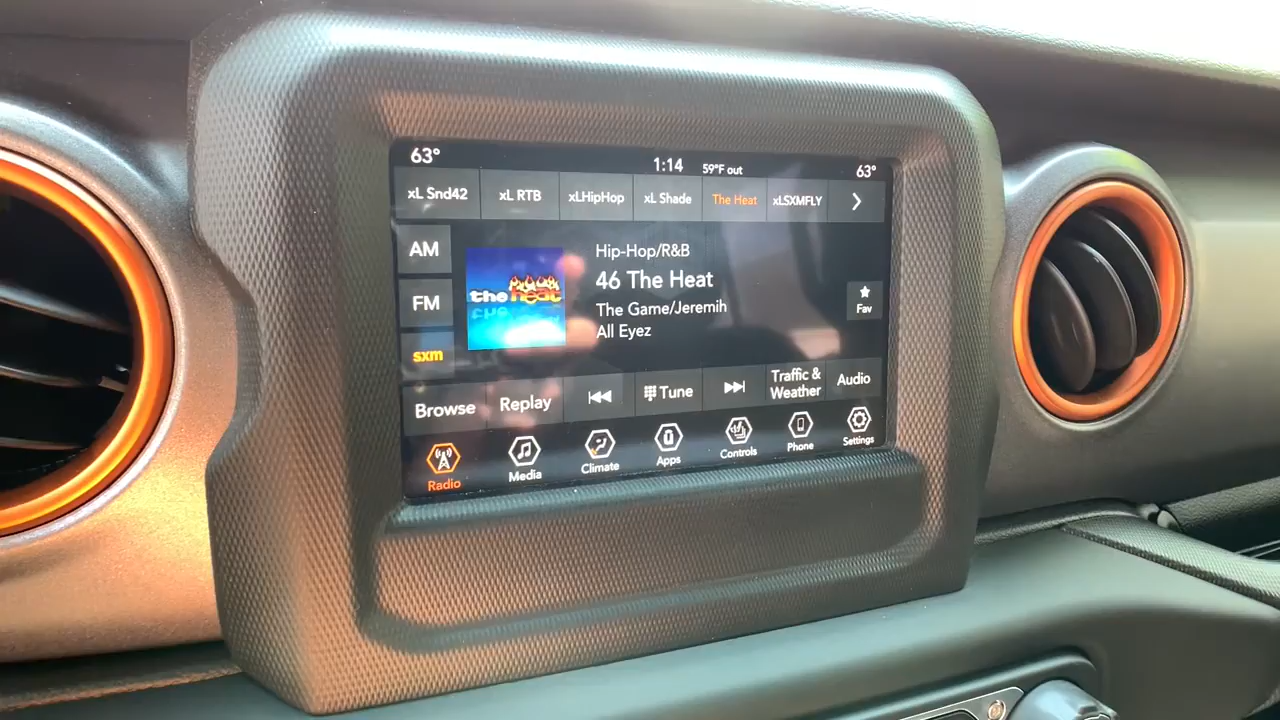 63° 1:14 59°F out 63°
xL Snd42 xL RTB xLHipHop xL Shade The Heat xLSXMFLY
AM
FM
sxm
the heat
Hip-Hop/R&B
46 The Heat
The Game/Jeremih
All Eyez
Fav
Browse Replay Tune Traffic & Weather Audio
Radio Media Climate Apps Controls Phone Settings